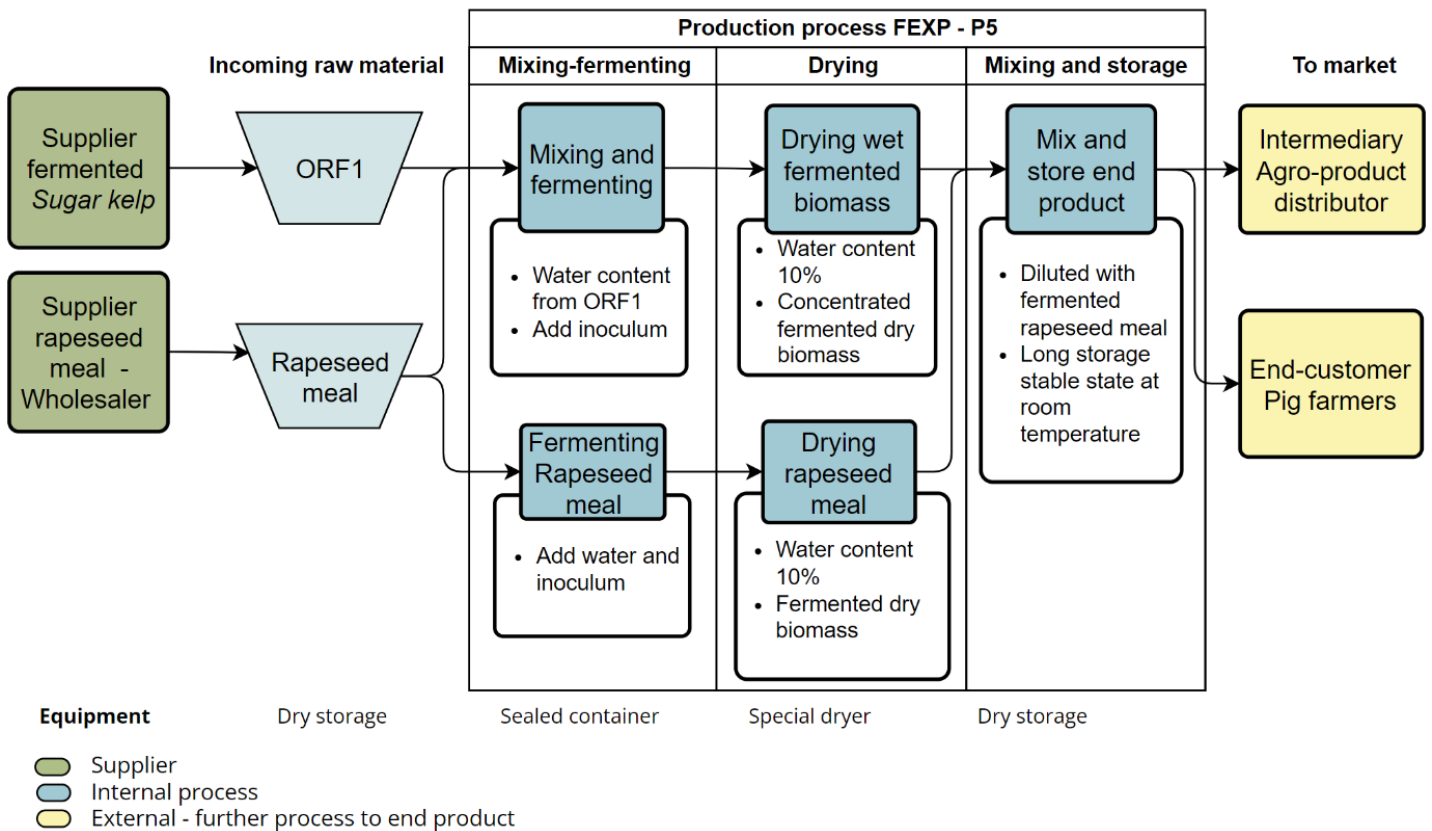 Production process FEXP - P5
Incoming raw material
Mixing-fermenting
Drying
Mixing and storage
To market
Supplier
fermented
Sugar kelp
ORF1
Mixing and
fermenting
Drying wet
fermented
biomass
Mix and
store end
product
Intermediary
Agro-product
distributor
• Water content
from ORF1
• Add inoculum
• Water content
10%
• Concentrated
fermented dry
biomass
• Diluted with
fermented
rapeseed meal
• Long storage
stable state at
room
temperature
Supplier
rapeseed
meal -
Wholesaler
Rapeseed
meal
End-customer
Pig farmers
Fermenting
Rapeseed
meal
Drying
rapeseed
meal
• Add water and
inoculum
• Water content
10%
• Fermented dry
biomass
Equipment
Dry storage
Sealed container
Special dryer
Dry storage
Supplier
Internal process
External - further process to end product